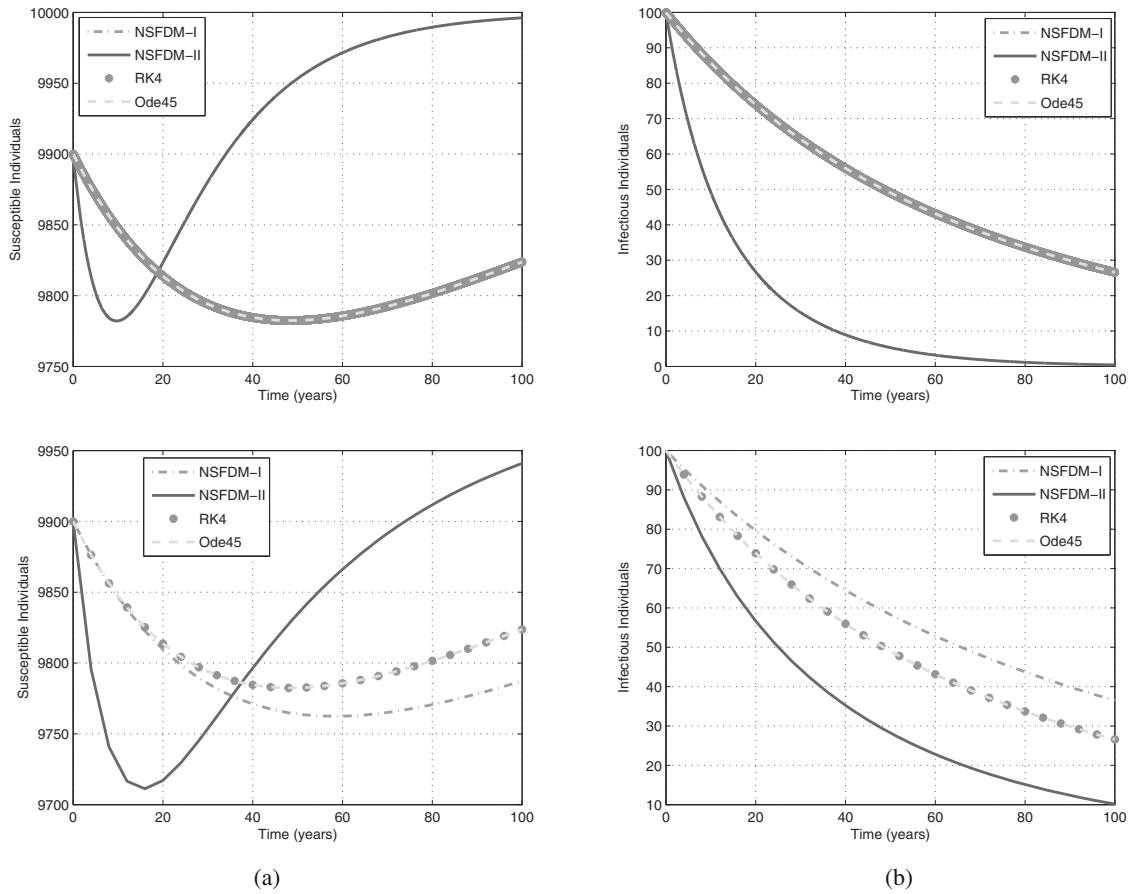 10000
9950
9900
9850
9800
9750
0
20
40
60
80
100
Susceptible Individuals
Time (years)
NSFDM−I
NSFDM−II
RK4
Ode45
100
90
80
70
60
50
40
30
20
10
0
0
20
40
60
80
100
Infectious Individuals
Time (years)
NSFDM−I
NSFDM−II
RK4
Ode45
9950
9900
9850
9800
9750
9700
0
20
40
60
80
100
Susceptible Individuals
Time (years)
NSFDM−I
NSFDM−II
RK4
Ode45
100
90
80
70
60
50
40
30
20
10
0
20
40
60
80
100
Infectious Individuals
Time (years)
NSFDM−I
NSFDM−II
RK4
Ode45
(a)
(b)